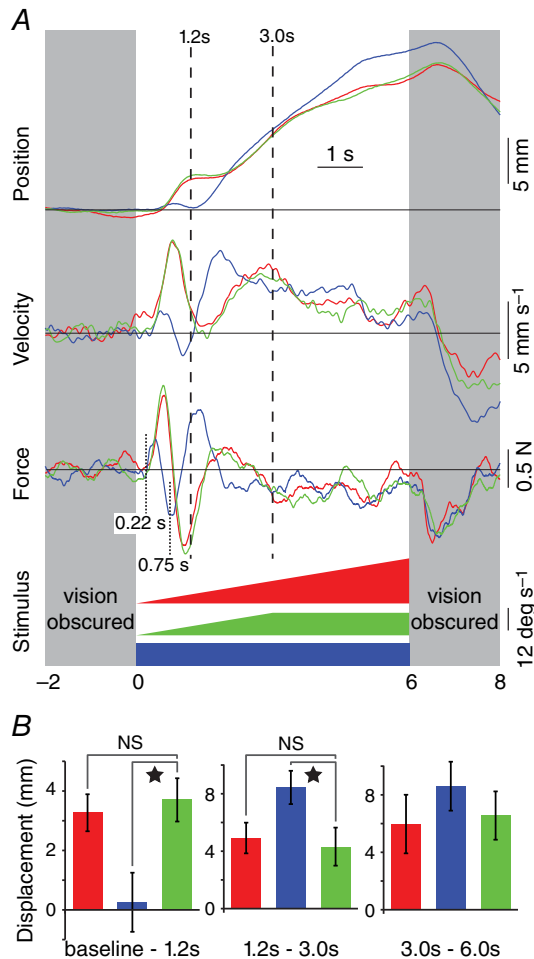 A
1.2s
3.0s
Position
1 s
5 mm
Velocity
5 mm s⁻¹
Force
0.22 s
0.75 s
0.5 N
Stimulus
vision
obscured
vision
obscured
12 deg s⁻¹
−2
0
6
8
B
Displacement (mm)
NS
4
2
0
baseline - 1.2s
NS
8
4
0
1.2s - 3.0s
8
4
0
3.0s - 6.0s